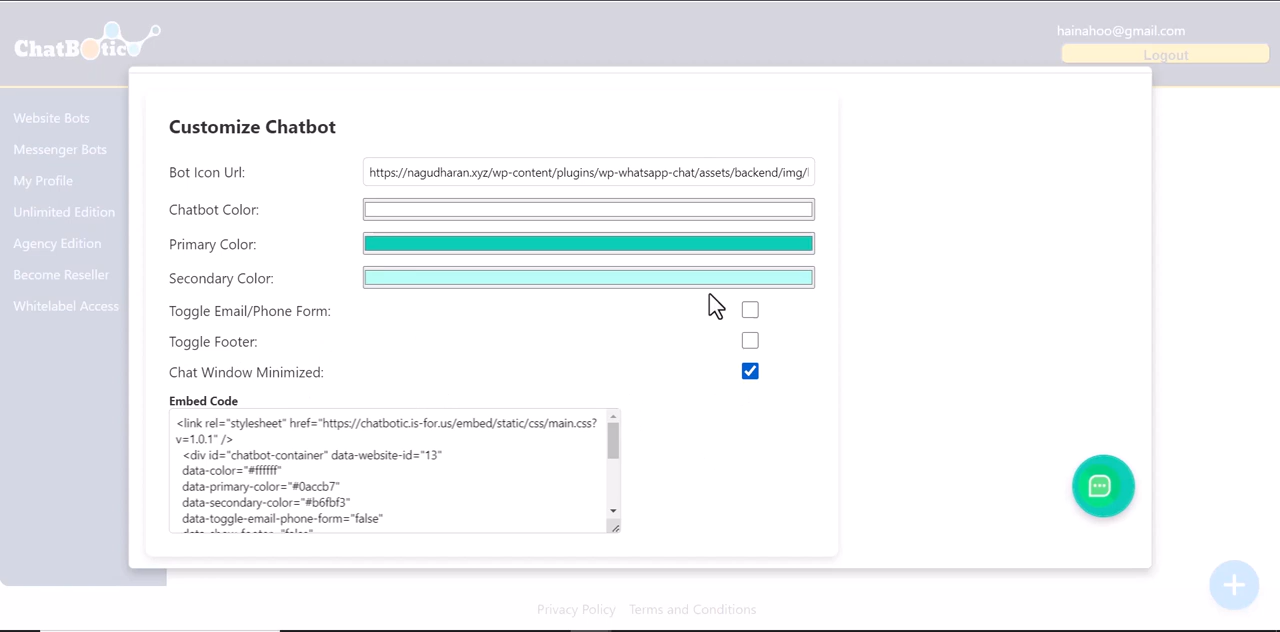 ChatBotic
hainahoo@gmail.com
Logout
Website Bots
Messenger Bots
My Profile
Unlimited Edition
Agency Edition
Become Reseller
Whitelabel Access
Customize Chatbot
Bot Icon Url:
https://nagudharan.xyz/wp-content/plugins/wp-whatsapp-chat/assets/backend/img/
Chatbot Color:
Primary Color:
Secondary Color:
Toggle Email/Phone Form:
Toggle Footer:
Chat Window Minimized:
Embed Code
<link rel="stylesheet" href="https://chatbotic.is-for.us/embed/static/css/main.css?
v=1.0.1" />
<div id="chatbot-container" data-website-id="13"
data-color="#ffffff"
data-primary-color="#0accb7"
data-secondary-color="#b6fbf3"
data-toggle-email-phone-form="false"
data-show-footer="false"
Privacy Policy
Terms and Conditions